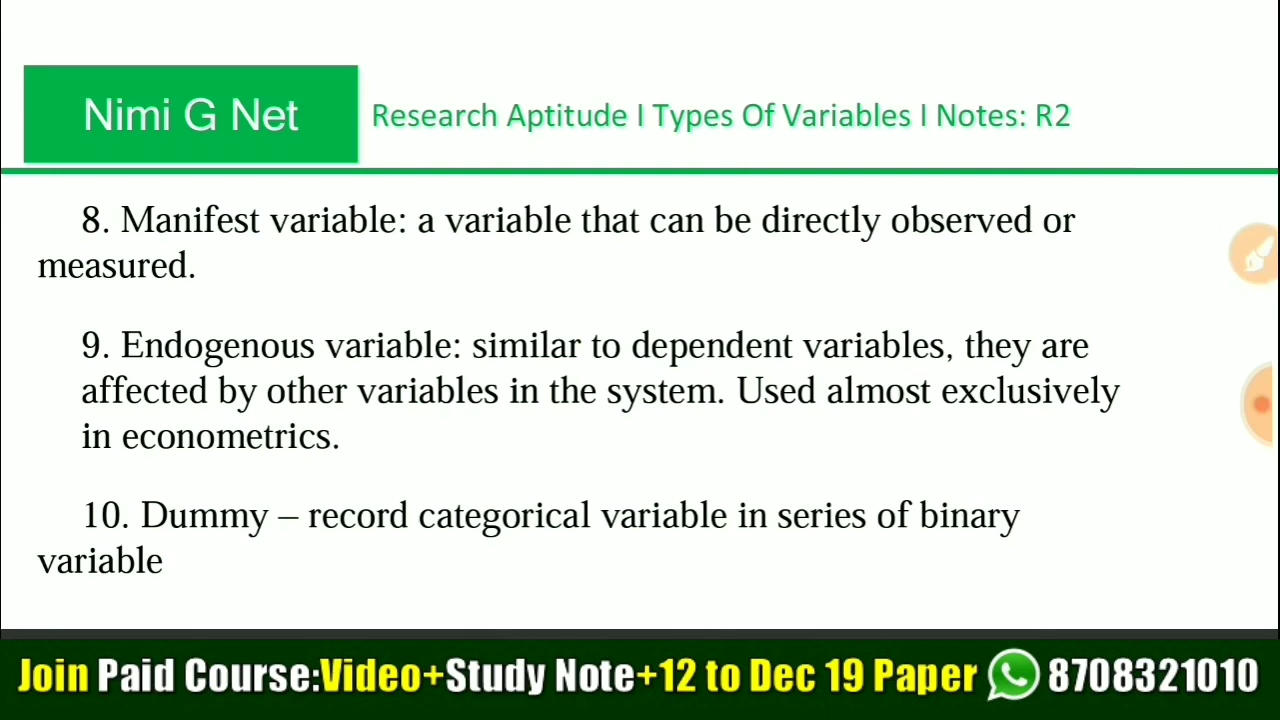 Nimi G Net
Research Aptitude I Types Of Variables I Notes: R2
8. Manifest variable: a variable that can be directly observed or
measured.
9. Endogenous variable: similar to dependent variables, they are
affected by other variables in the system. Used almost exclusively
in econometrics.
10. Dummy – record categorical variable in series of binary
variable
Join Paid Course:Video+Study Note+12 to Dec 19 Paper 8708321010